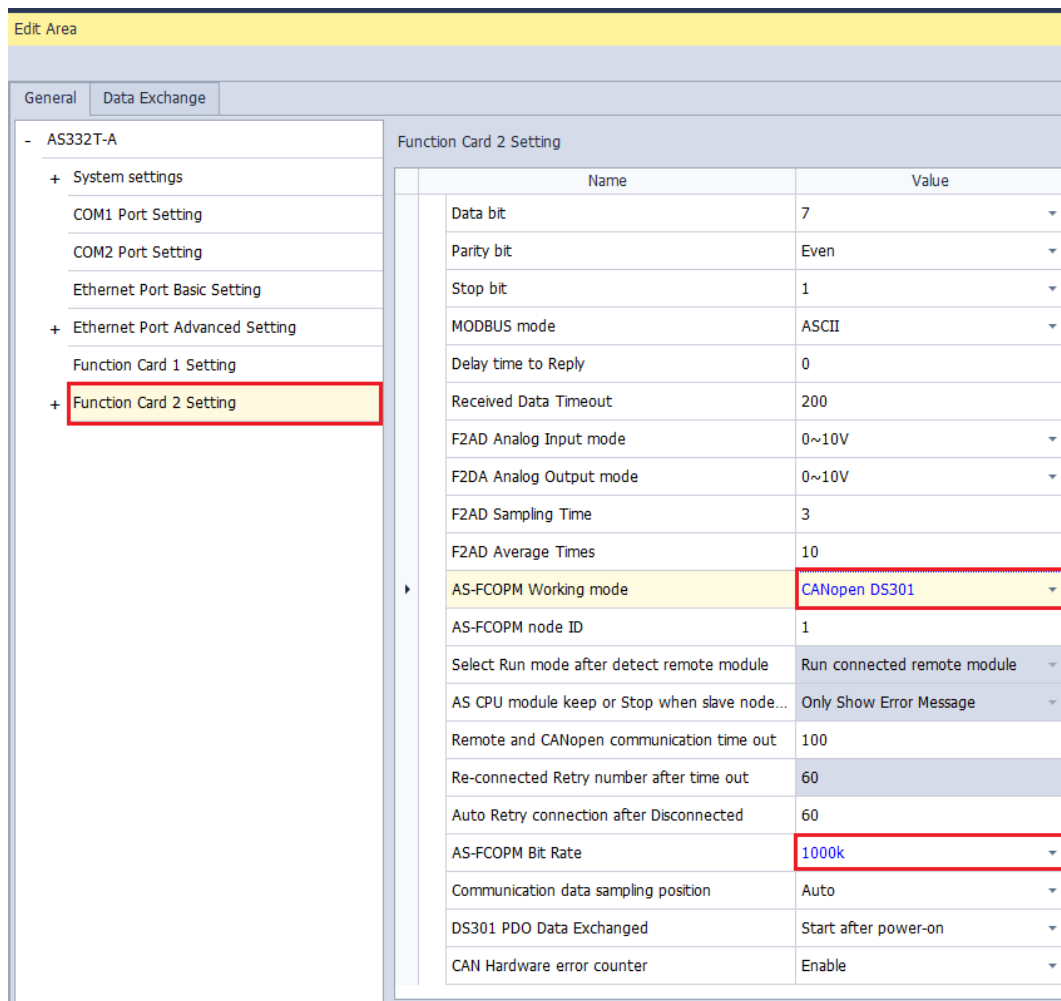 Edit Area
General Data Exchange
- AS332T-A
+ System settings
COM1 Port Setting
COM2 Port Setting
Ethernet Port Basic Setting
+ Ethernet Port Advanced Setting
Function Card 1 Setting
+ Function Card 2 Setting
Function Card 2 Setting
Name Value
Data bit 7
Parity bit Even
Stop bit 1
MODBUS mode ASCII
Delay time to Reply 0
Received Data Timeout 200
F2AD Analog Input mode 0~10V
F2DA Analog Output mode 0~10V
F2AD Sampling Time 3
F2AD Average Times 10
AS-FCOPM Working mode CANopen DS301
AS-FCOPM node ID 1
Select Run mode after detect remote module Run connected remote module
AS CPU module keep or Stop when slave node... Only Show Error Message
Remote and CANopen communication time out 100
Re-connected Retry number after time out 60
Auto Retry connection after Disconnected 60
AS-FCOPM Bit Rate 1000k
Communication data sampling position Auto
DS301 PDO Data Exchanged Start after power-on
CAN Hardware error counter Enable